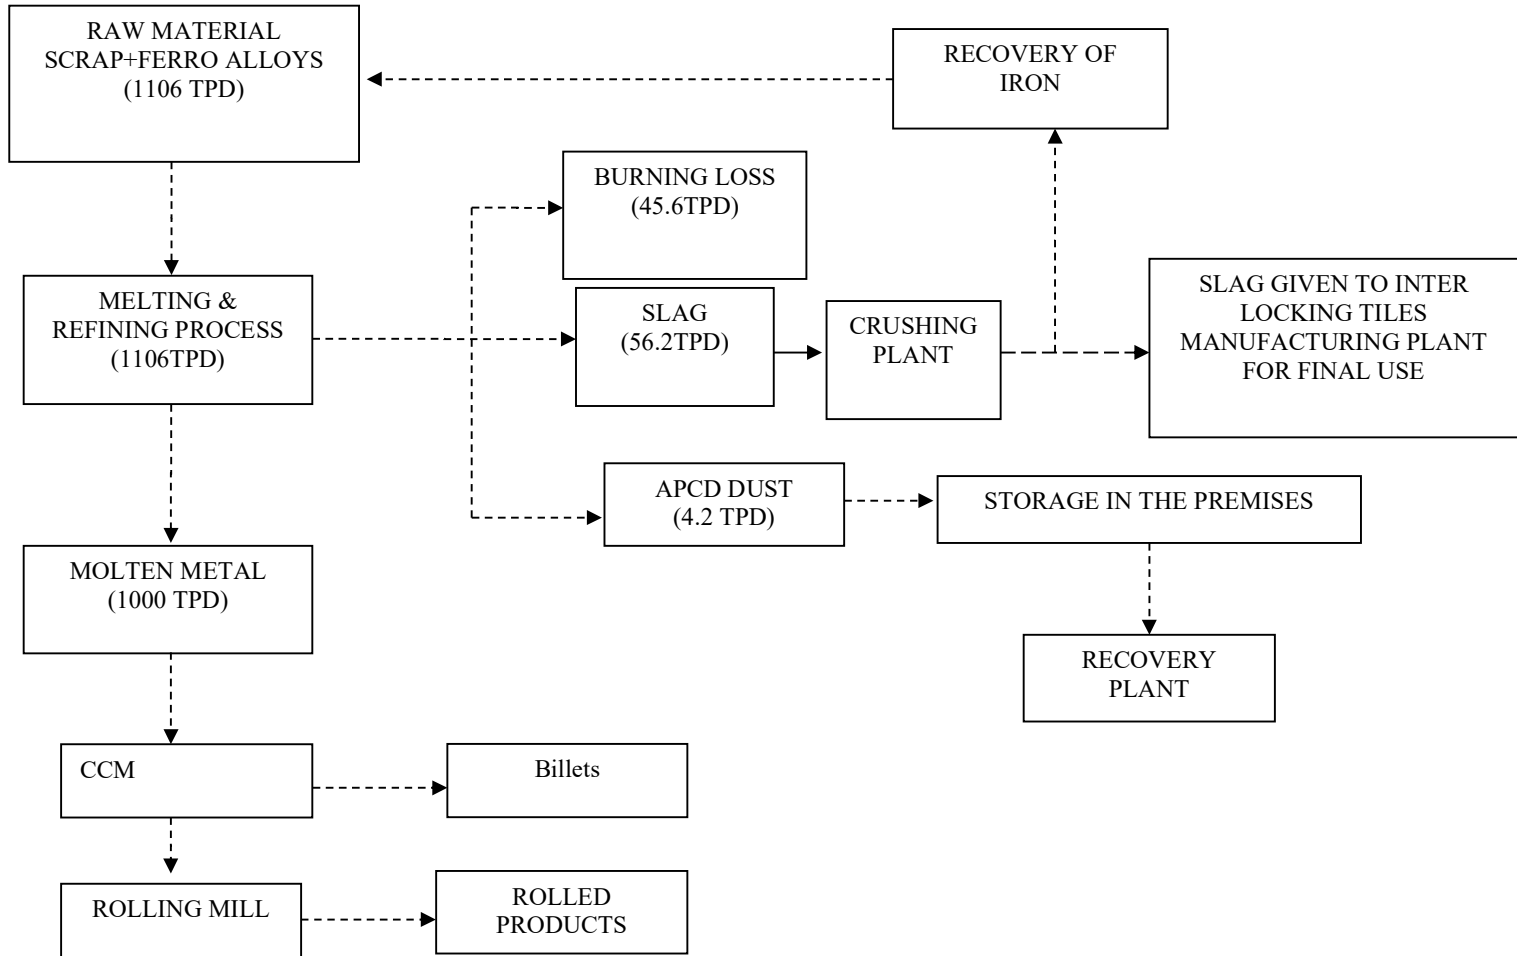 RAW MATERIAL
SCRAP+FERRO ALLOYS
(1106 TPD)
RECOVERY OF
IRON
BURNING LOSS
(45.6TPD)
MELTING &
REFINING PROCESS
(1106TPD)
SLAG
(56.2TPD)
CRUSHING
PLANT
SLAG GIVEN TO INTER
LOCKING TILES
MANUFACTURING PLANT
FOR FINAL USE
APCD DUST
(4.2 TPD)
STORAGE IN THE PREMISES
MOLTEN METAL
(1000 TPD)
RECOVERY
PLANT
CCM
Billets
ROLLING MILL
ROLLED
PRODUCTS